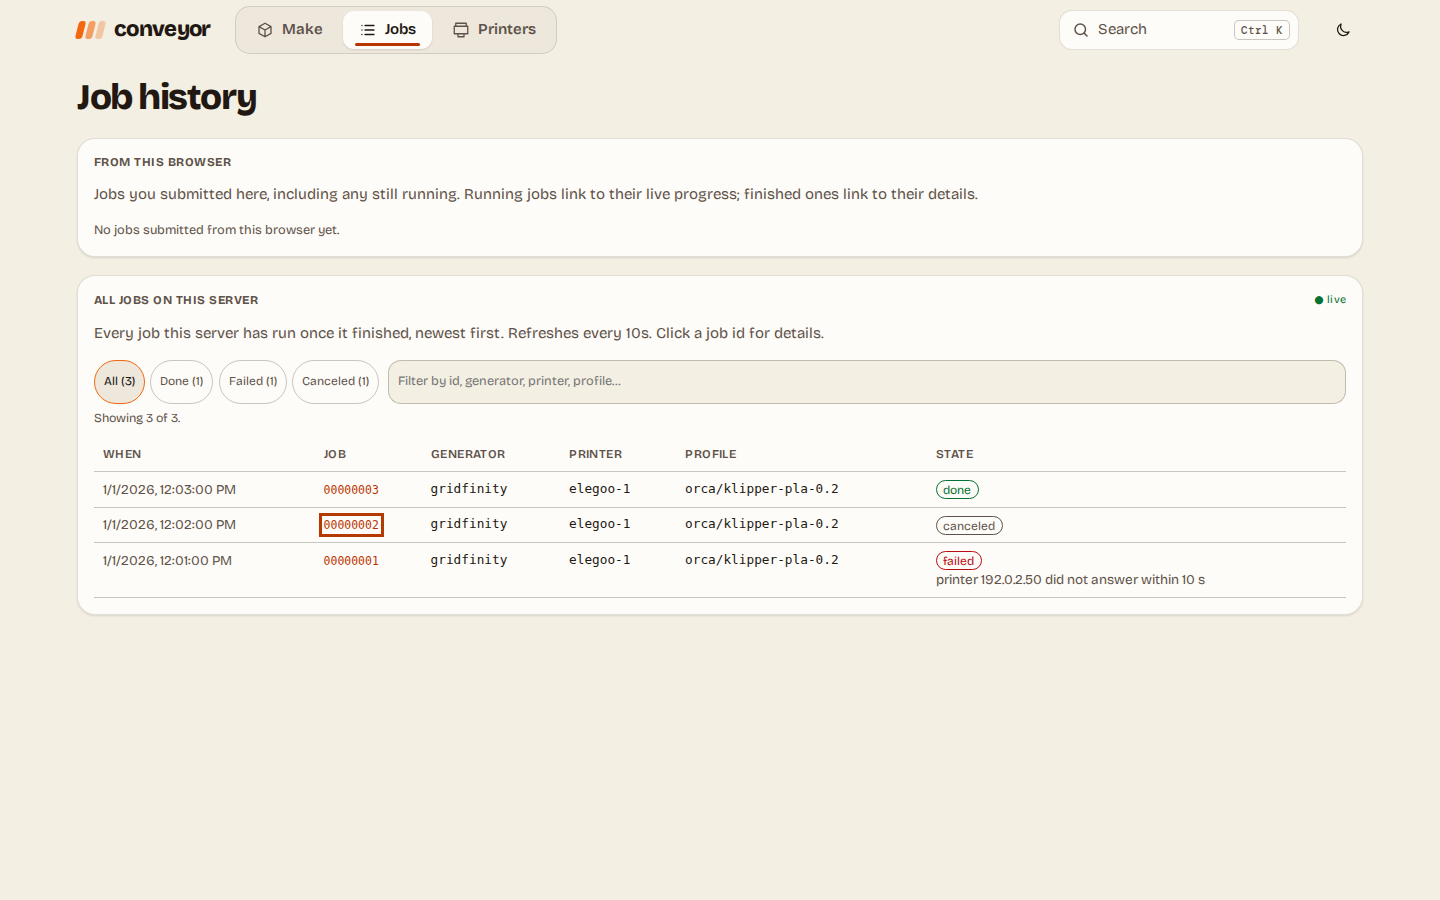 conveyor
Make
Jobs
Printers
Search
Ctrl K
Job history
FROM THIS BROWSER
Jobs you submitted here, including any still running. Running jobs link to their live progress; finished ones link to their details.
No jobs submitted from this browser yet.
ALL JOBS ON THIS SERVER
live
Every job this server has run once it finished, newest first. Refreshes every 10s. Click a job id for details.
All (3)
Done (1)
Failed (1)
Canceled (1)
Filter by id, generator, printer, profile...
Showing 3 of 3.
WHEN JOB GENERATOR PRINTER PROFILE STATE
1/1/2026, 12:03:00 PM 00000003 gridfinity elegoo-1 orca/klipper-pla-0.2 done
1/1/2026, 12:02:00 PM 00000002 gridfinity elegoo-1 orca/klipper-pla-0.2 canceled
1/1/2026, 12:01:00 PM 00000001 gridfinity elegoo-1 orca/klipper-pla-0.2 failed
printer 192.0.2.50 did not answer within 10 s